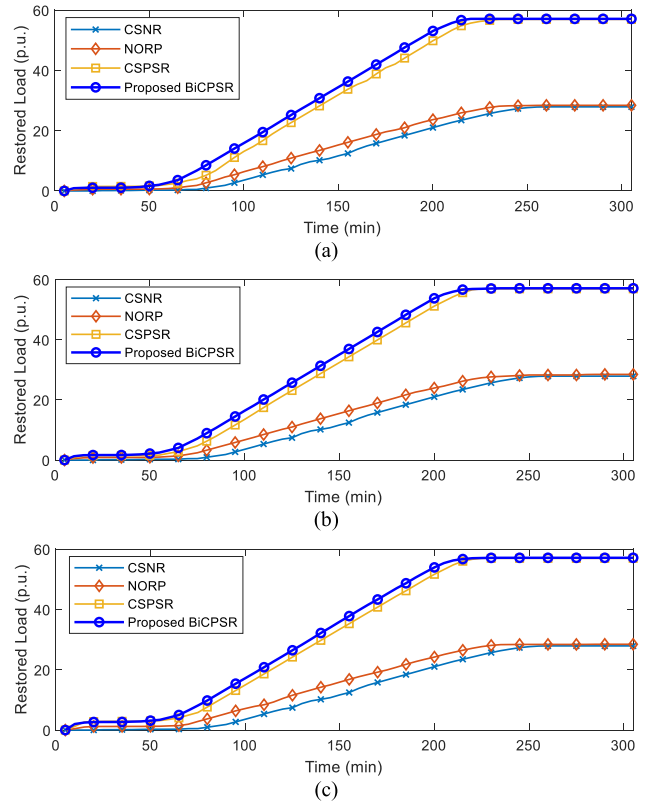 60
40
20
0
Restored Load (p.u.)
CSNR
NORP
CSPSR
Proposed BiCPSR
0 50 100 150 200 250 300
Time (min)
(a)
60
40
20
0
Restored Load (p.u.)
CSNR
NORP
CSPSR
Proposed BiCPSR
0 50 100 150 200 250 300
Time (min)
(b)
60
40
20
0
Restored Load (p.u.)
CSNR
NORP
CSPSR
Proposed BiCPSR
0 50 100 150 200 250 300
Time (min)
(c)